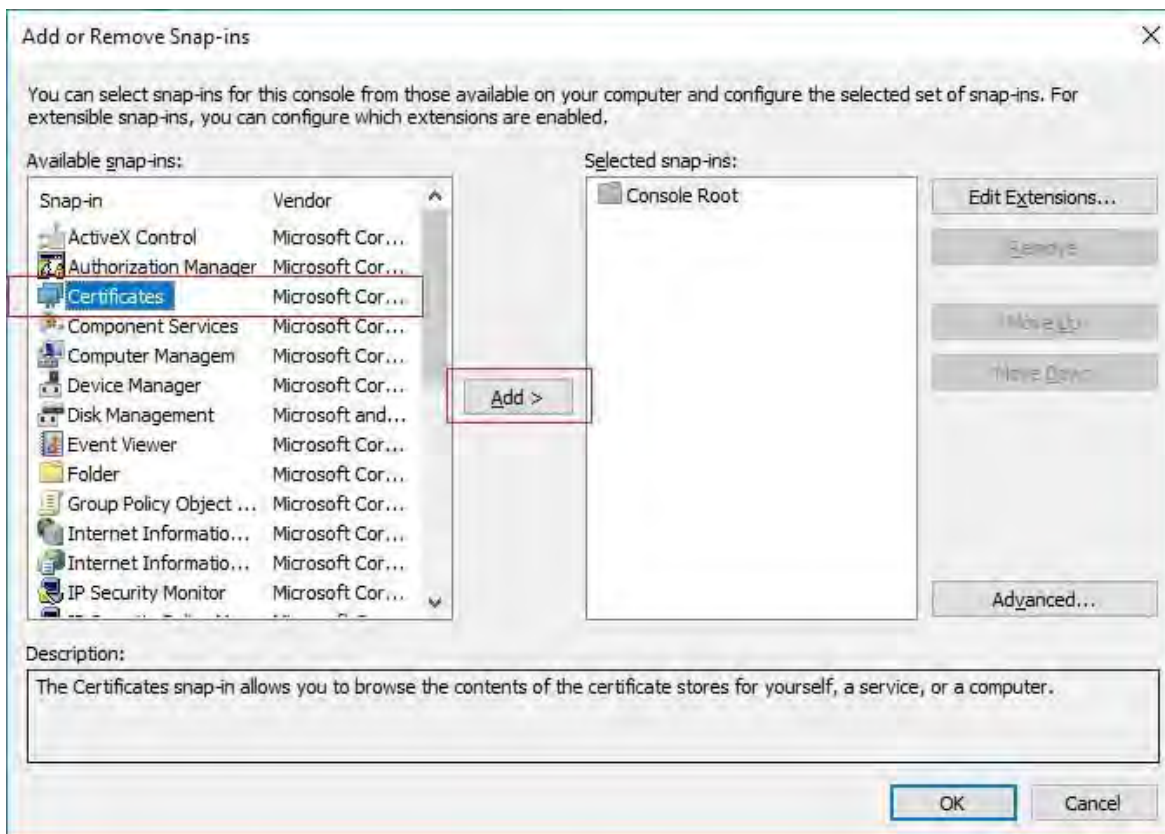 Add or Remove Snap-ins
You can select snap-ins for this console from those available on your computer and configure the selected set of snap-ins. For
extensible snap-ins, you can configure which extensions are enabled.
Available snap-ins:
Selected snap-ins:
Snap-in Vendor
ActiveX Control Microsoft Cor...
Authorization Manager Microsoft Cor...
Certificates Microsoft Cor...
Component Services Microsoft Cor...
Computer Managem Microsoft Cor...
Device Manager Microsoft Cor...
Disk Management Microsoft and...
Event Viewer Microsoft Cor...
Folder Microsoft Cor...
Group Policy Object ... Microsoft Cor...
Internet Informatio... Microsoft Cor...
Internet Informatio... Microsoft Cor...
IP Security Monitor Microsoft Cor...
Add >
Console Root
Edit Extensions...
Remove
Move Up
Move Down
Advanced...
Description:
The Certificates snap-in allows you to browse the contents of the certificate stores for yourself, a service, or a computer.
OK
Cancel